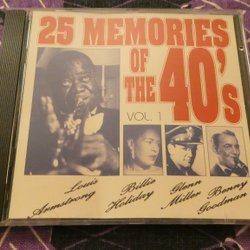 25 MEMORIES
OF
THE 40's
VOL. 1
Louis Armstrong
Billie Holiday
Glenn Miller
Benny Goodman